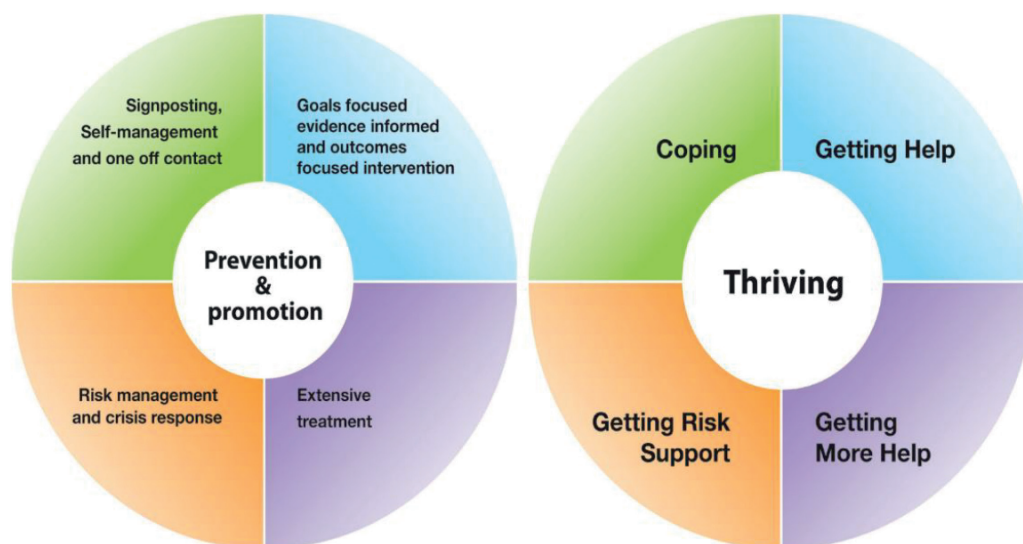 Signposting,
Self-management
and one off contact
Goals focused
evidence informed
and outcomes
focused intervention
Prevention
&
promotion
Risk management
and crisis response
Extensive
treatment
Coping
Getting Help
Thriving
Getting Risk
Support
Getting
More Help